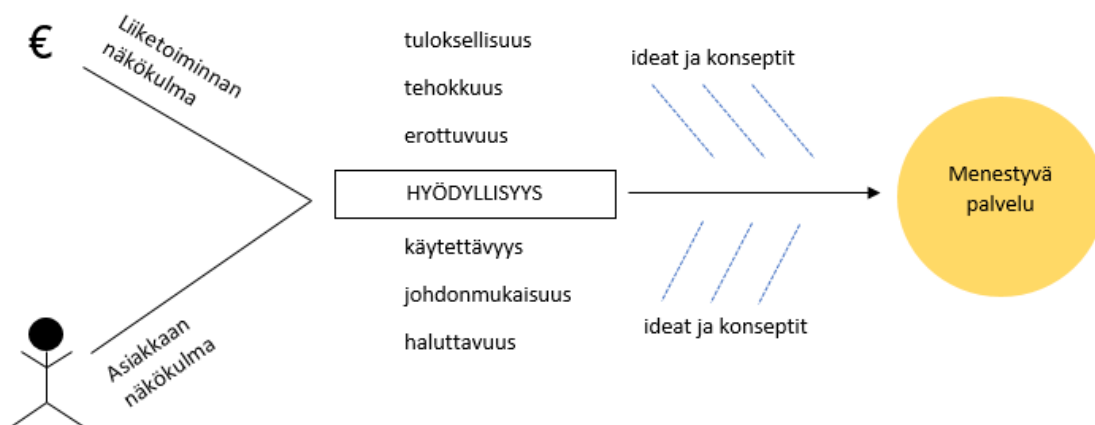 €
Liiketoiminnan
näkökulma
tuloksellisuus
tehokkuus
erottuvuus
HYÖDYLLISYYS
käytettävyys
johdonmukaisuus
haluttavuus
Asiakkaan
näkökulma
ideat ja konseptit
ideat ja konseptit
Menestyvä
palvelu